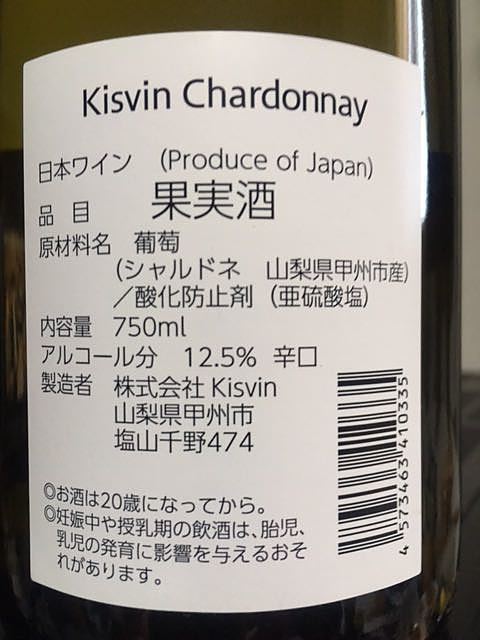 Kisvin Chardonnay
日本ワイン (Produce of Japan)
品 目 果実酒
原材料名 葡萄
(シャルドネ 山梨県甲州市産)
／酸化防止剤 (亜硫酸塩)
内容量 750ml
アルコール分 12.5% 辛口
製造者 株式会社 Kisvin
山梨県甲州市
塩山千野474
◎お酒は20歳になってから。
◎妊娠中や授乳期の飲酒は、胎児、
乳児の発育に影響を与えるおそ
れがあります。
4 573463 410335